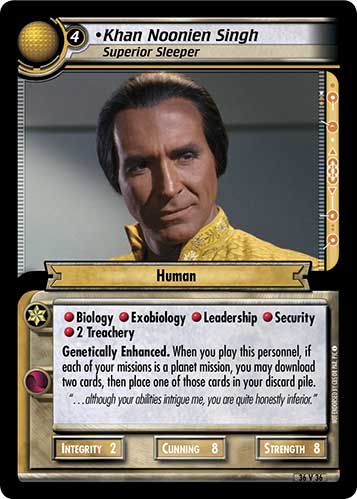 4
•Khan Noonien Singh
Superior Sleeper
Human
Biology Exobiology Leadership Security
2 Treachery
Genetically Enhanced. When you play this personnel, if
each of your missions is a planet mission, you may download
two cards, then place one of those cards in your discard pile.
“…although your abilities intrigue me, you are quite honestly inferior.”
INTEGRITY 2 CUNNING 8 STRENGTH 8
36 V 36